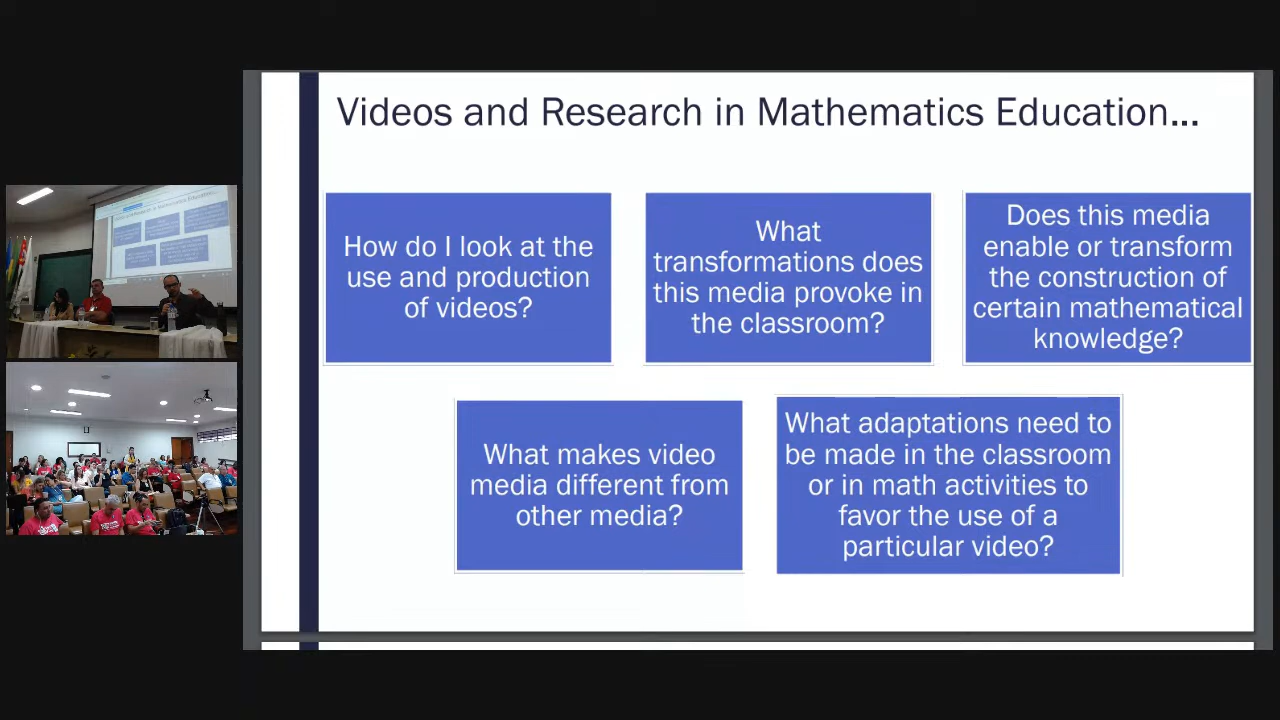 Videos and Research in Mathematics Education...
How do I look at the
use and production
of videos?
What
transformations does
this media provoke in
the classroom?
Does this media
enable or transform
the construction of
certain mathematical
knowledge?
What makes video
media different from
other media?
What adaptations need to
be made in the classroom
or in math activities to
favor the use of a
particular video?